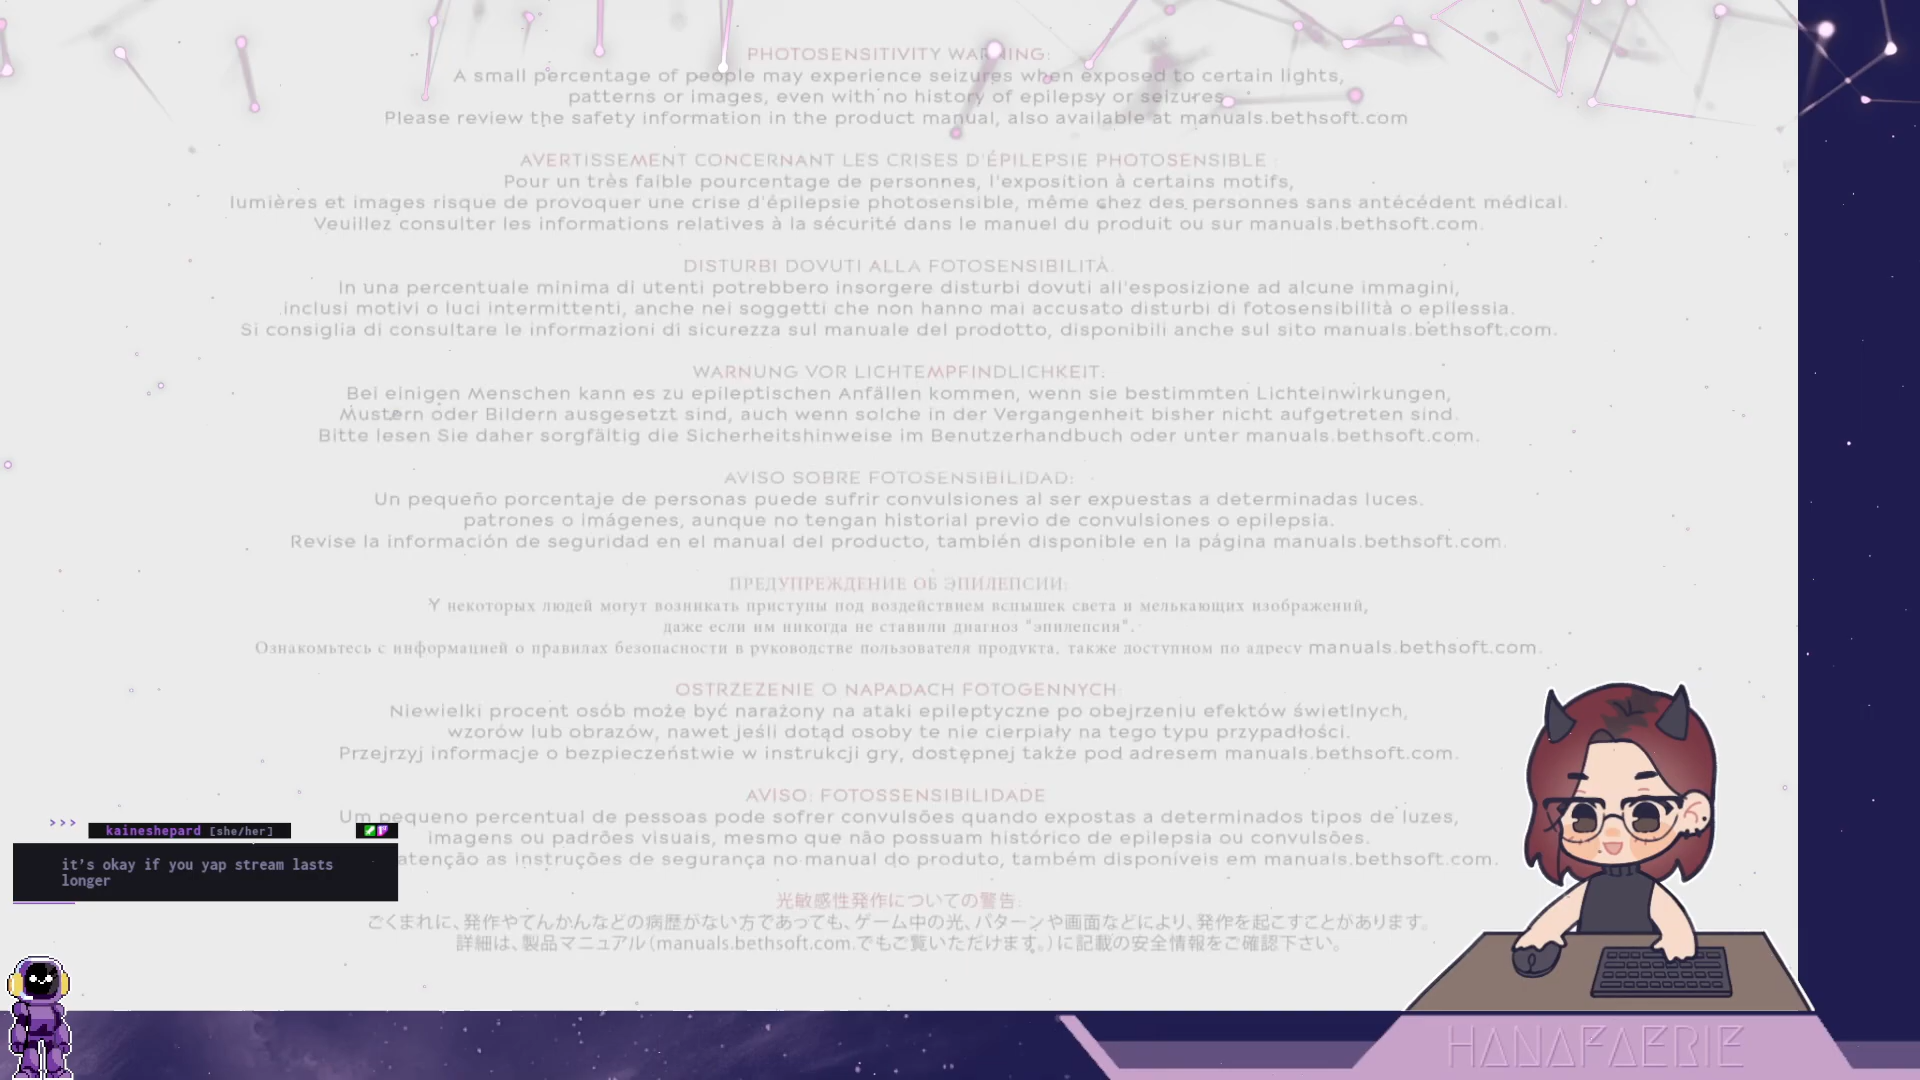 PHOTOSENSITIVITY WARNING:
A small percentage of people may experience seizures when exposed to certain lights,
patterns or images, even with no history of epilepsy or seizures.
Please review the safety information in the product manual, also available at manuals.bethsoft.com
AVERTISSEMENT CONCERNANT LES CRISES D'ÉPILEPSIE PHOTOSENSIBLE :
Pour un très faible pourcentage de personnes, l'exposition à certains motifs,
lumières et images risque de provoquer une crise d'épilepsie photosensible, même chez des personnes sans antécédent médical.
Veuillez consulter les informations relatives à la sécurité dans le manuel du produit ou sur manuals.bethsoft.com.
DISTURBI DOVUTI ALLA FOTOSENSIBILITÀ
In una percentuale minima di utenti potrebbero insorgere disturbi dovuti all'esposizione ad alcune immagini,
inclusi motivi o luci intermittenti, anche nei soggetti che non hanno mai accusato disturbi di fotosensibilità o epilessia.
Si consiglia di consultare le informazioni di sicurezza sul manuale del prodotto, disponibili anche sul sito manuals.bethsoft.com.
WARNUNG VOR LICHTEMPFINDLICHKEIT:
Bei einigen Menschen kann es zu epileptischen Anfällen kommen, wenn sie bestimmten Lichteinwirkungen,
Mustern oder Bildern ausgesetzt sind, auch wenn solche in der Vergangenheit bisher nicht aufgetreten sind.
Bitte lesen Sie daher sorgfältig die Sicherheitshinweise im Benutzerhandbuch oder unter manuals.bethsoft.com.
AVISO SOBRE FOTOSENSIBILIDAD:
Un pequeño porcentaje de personas puede sufrir convulsiones al ser expuestas a determinadas luces.
patrones o imágenes, aunque no tengan historial previo de convulsiones o epilepsia.
Revise la información de seguridad en el manual del producto, también disponible en la página manuals.bethsoft.com.
ПРЕДУПРЕЖДЕНИЕ ОБ ЭПИЛЕПСИИ:
У некоторых людей могут возникать приступы под воздействием вспышек света и мелькающих изображений,
даже если им никогда не ставили диагноз "эпилепсия".
Ознакомьтесь с информацией о правилах безопасности в руководстве пользователя продукта, также доступном по адресу manuals.bethsoft.com.
OSTRZEŻENIE O NAPADACH FOTOGENNYCH:
Niewielki procent osób może być narażony na ataki epileptyczne po obejrzeniu efektów świetlnych,
wzorów lub obrazów, nawet jeśli dotąd osoby te nie cierpiały na tego typu przypadłości.
Przejrzyj informacje o bezpieczeństwie w instrukcji gry, dostępnej także pod adresem manuals.bethsoft.com.
AVISO: FOTOSSENSIBILIDADE
Um pequeno percentual de pessoas pode sofrer convulsões quando expostas a determinados tipos de luzes,
imagens ou padrões visuais, mesmo que não possuam histórico de epilepsia ou convulsões.
atenção as instruções de segurança no manual do produto, também disponíveis em manuals.bethsoft.com.
光敏感性発作についての警告:
ごくまれに、発作やてんかんなどの病歴がない方であっても、ゲーム中の光、パターンや画面などにより、発作を起こすことがあります。
詳細は、製品マニュアル(manuals.bethsoft.com でもご覧いただけます。)に記載の安全情報をご確認下さい。
>>> kaineshepard [she/her]
it's okay if you yap stream lasts
longer
HANAFAERIE